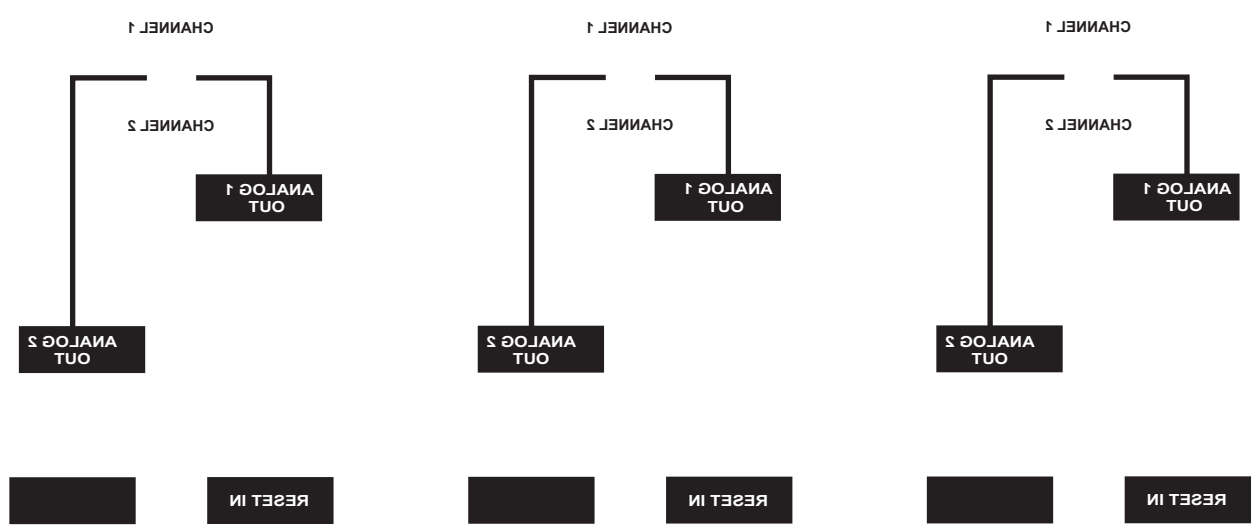 CHANNEL 1
CHANNEL 2
ANALOG 1
OUT
ANALOG 2
OUT
RESET IN
CHANNEL 1
CHANNEL 2
ANALOG 1
OUT
ANALOG 2
OUT
RESET IN
CHANNEL 1
CHANNEL 2
ANALOG 1
OUT
ANALOG 2
OUT
RESET IN